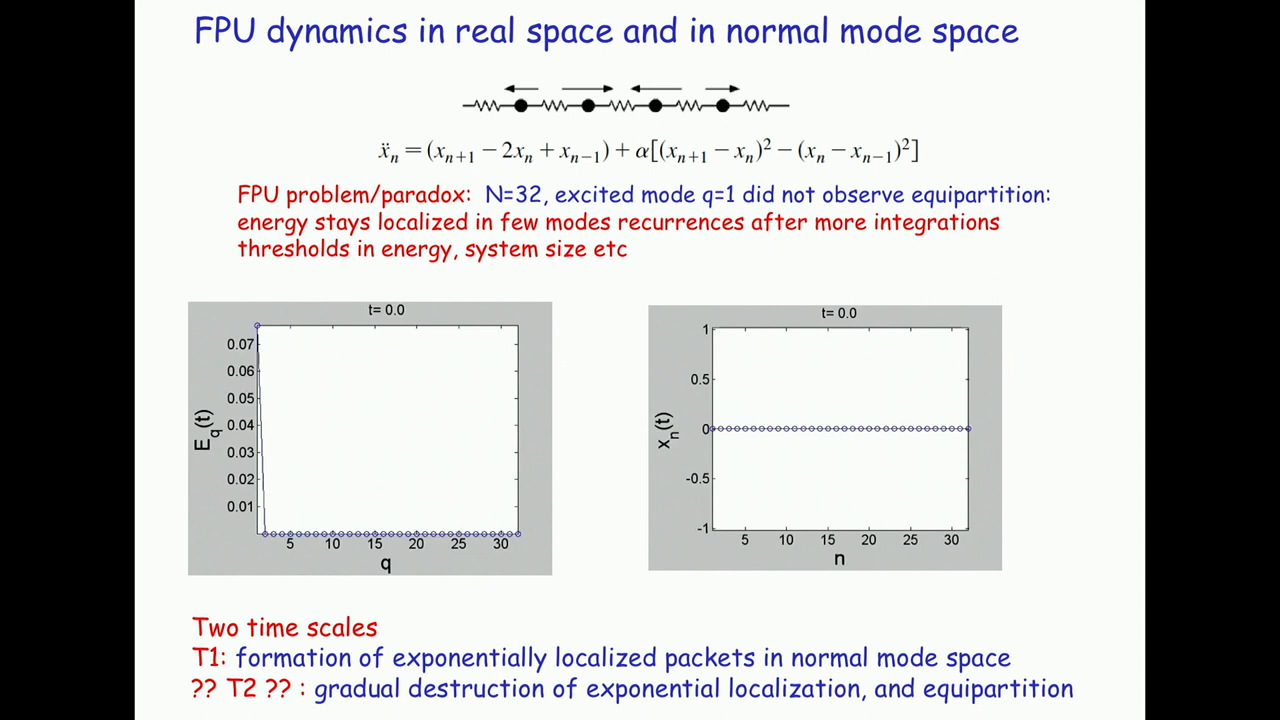 FPU dynamics in real space and in normal mode space
ẍₙ = (xₙ₊₁ − 2xₙ + xₙ₋₁) + α[(xₙ₊₁ − xₙ)² − (xₙ − xₙ₋₁)²]
FPU problem/paradox: N=32, excited mode q=1 did not observe equipartition:
energy stays localized in few modes recurrences after more integrations
thresholds in energy, system size etc
t= 0.0
0.07
0.06
0.05
0.04
0.03
0.02
0.01
E_q(t)
5 10 15 20 25 30
q
t= 0.0
1
0.5
0
-0.5
-1
xₙ(t)
5 10 15 20 25 30
n
Two time scales
T1: formation of exponentially localized packets in normal mode space
?? T2 ?? : gradual destruction of exponential localization, and equipartition